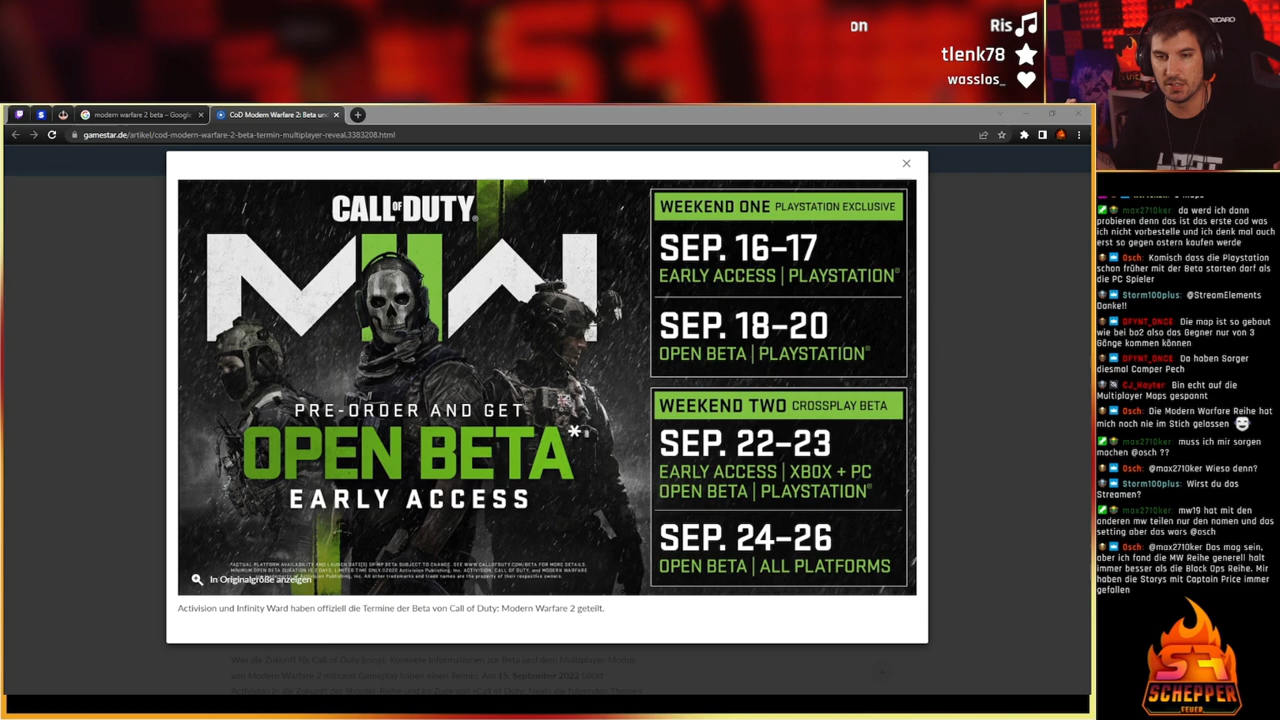 on
Ris
tlenk78
wasslos_
modern warfare 2 beta – Google
CoD Modern Warfare 2: Beta un
gamestar.de/artikel/cod-modern-warfare-2-beta-termin-multiplayer-reveal,3383208.html
CALL OF DUTY
MWII
PRE-ORDER AND GET
OPEN BETA*
EARLY ACCESS
In Originalgröße anzeigen
WEEKEND ONE PLAYSTATION EXCLUSIVE
SEP. 16–17
EARLY ACCESS | PLAYSTATION®
SEP. 18–20
OPEN BETA | PLAYSTATION®
WEEKEND TWO CROSSPLAY BETA
SEP. 22–23
EARLY ACCESS | XBOX + PC
OPEN BETA | PLAYSTATION®
SEP. 24–26
OPEN BETA | ALL PLATFORMS
Activision und Infinity Ward haben offiziell die Termine der Beta von Call of Duty: Modern Warfare 2 geteilt.
max2710ker: da werd ich dann
probieren denn das ist das erste cod was
ich nicht vorbestelle und ich denk mal auch
erst so gegen ostern kaufen werde
Osch: Komisch dass die Playstation
schon früher mit der Beta starten darf als
die PC Spieler
Storm100plus: @StreamElements
Danke!!
DFYNT_ONCE: Die map ist so gebaut
wie bei bo2 also das Gegner nur von 3
Gänge kommen können
DFYNT_ONCE: Da haben Sorger
diesmal Camper Pech
CJ_Hayter: Bin echt auf die
Multiplayer Maps gespannt
Osch: Die Modern Warfare Reihe hat
mich noch nie im Stich gelassen
max2710ker: muss ich mir sorgen
machen @osch ??
Osch: @max2710ker Wieso denn?
Storm100plus: Wirst du das
Streamen?
max2710ker: mw19 hat mit den
anderen mw teilen nur den namen und das
setting aber das wars @osch
Osch: @max2710ker Das mag sein,
aber ich fand die MW Reihe generell halt
immer besser als die Black Ops Reihe. Mir
haben die Storys mit Captain Price immer
gefallen
SF
SCHEPPER
FEUER